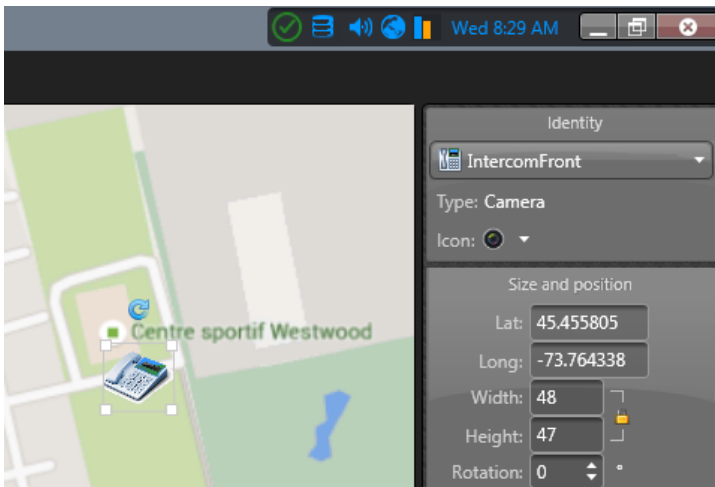 Wed 8:29 AM
Identity
IntercomFront
Type: Camera
Icon:
Size and position
Centre sportif Westwood
Lat: 45.455805
Long: -73.764338
Width: 48
Height: 47
Rotation: 0 °